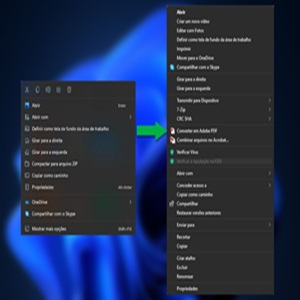 Abrir
Enter
Abrir com
Definir como tela de fundo da área de trabalho
Girar para a direita
Girar para a esquerda
Compactar para arquivo ZIP
Copiar como caminho
Propriedades
Alt+Enter
OneDrive
Compartilhar com o Skype
Mostrar mais opções
Shift+F10
Abrir
Criar um novo vídeo
Editar com Fotos
Definir como tela de fundo da área de trabalho
Imprimir
Mover para o OneDrive
Compartilhar com o Skype
Girar para a direita
Girar para a esquerda
Transmitir para Dispositivo
7-Zip
CRC SHA
Converter em Adobe PDF
Combinar arquivos no Acrobat...
Verificar Vírus
Abrir com
Conceder acesso a
Copiar como caminho
Compartilhar
Restaurar versões anteriores
Enviar para
Recortar
Copiar
Criar atalho
Excluir
Renomear
Propriedades